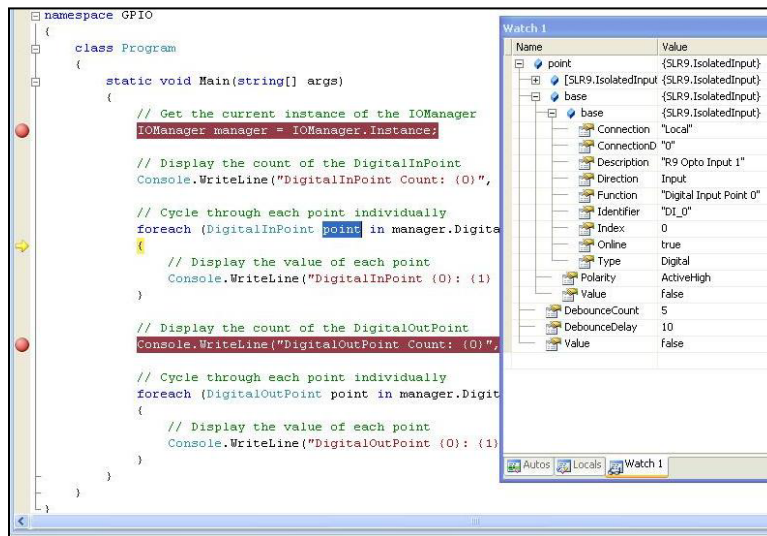 namespace GPIO
{
class Program
{
static void Main(string[] args)
{
// Get the current instance of the IOManager
IOManager manager = IOManager.Instance;
// Display the count of the DigitalInPoint
Console.WriteLine("DigitalInPoint Count: {0}",
// Cycle through each point individually
foreach (DigitalInPoint point in manager.Digita
{
// Display the value of each point
Console.WriteLine("DigitalInPoint {0}: {1}
}
// Display the count of the DigitalOutPoint
Console.WriteLine("DigitalOutPoint Count: {0}",
// Cycle through each point individually
foreach (DigitalOutPoint point in manager.Digit
{
// Display the value of each point
Console.WriteLine("DigitalOutPoint {0}: {1}
}
}
}
}
Watch 1
Name Value
point {SLR9.IsolatedInput}
[SLR9.IsolatedInput {SLR9.IsolatedInput}
base {SLR9.IsolatedInput}
base {SLR9.IsolatedInput}
Connection "Local"
ConnectionD "0"
Description "R9 Opto Input 1"
Direction Input
Function "Digital Input Point 0"
Identifier "DI_0"
Index 0
Online true
Type Digital
Polarity ActiveHigh
Value false
DebounceCount 5
DebounceDelay 10
Value false
Autos Locals Watch 1